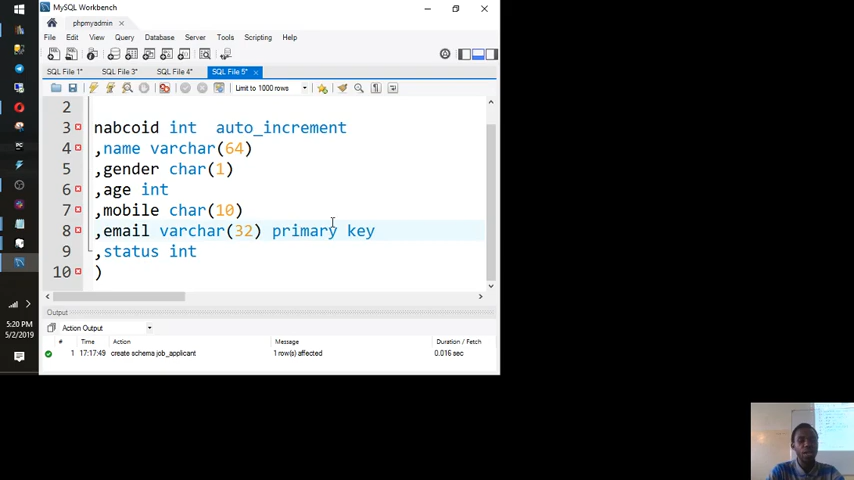 MySQL Workbench
phpmyadmin ×
File Edit View Query Database Server Tools Scripting Help
SQL File 1* SQL File 3* SQL File 4* SQL File 5* ×
Limit to 1000 rows
2
3 nabcoid int auto_increment
4 ,name varchar(64)
5 ,gender char(1)
6 ,age int
7 ,mobile char(10)
8 ,email varchar(32) primary key
9 ,status int
10 )
Output
Action Output
# Time Action Message Duration / Fetch
1 17:17:49 create schema job_applicant 1 row(s) affected 0.016 sec
5:20 PM
5/2/2019